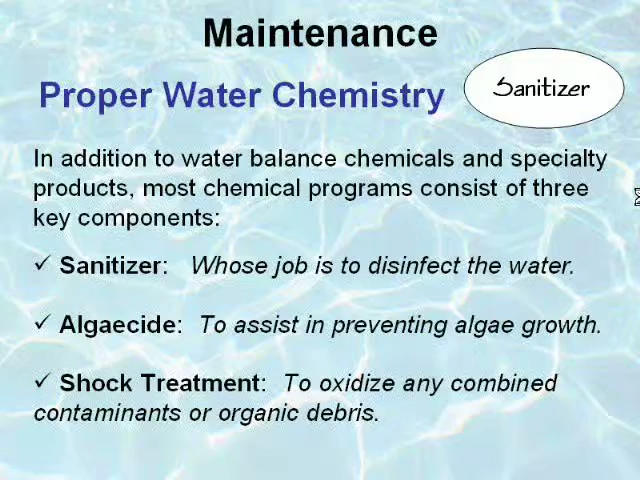 Maintenance
Proper Water Chemistry
Sanitizer
In addition to water balance chemicals and specialty
products, most chemical programs consist of three
key components:
✓ Sanitizer: Whose job is to disinfect the water.
✓ Algaecide: To assist in preventing algae growth.
✓ Shock Treatment: To oxidize any combined
contaminants or organic debris.